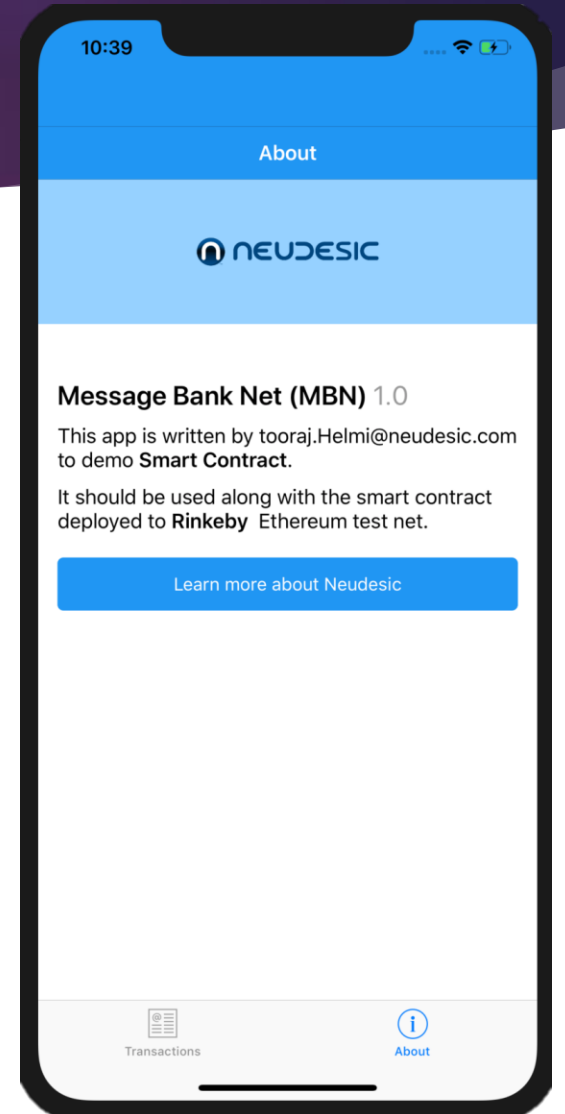 10:39
About
neudesic
Message Bank Net (MBN) 1.0
This app is written by tooraj.Helmi@neudesic.com
to demo Smart Contract.
It should be used along with the smart contract
deployed to Rinkeby  Ethereum test net.
Learn more about Neudesic
Transactions
About